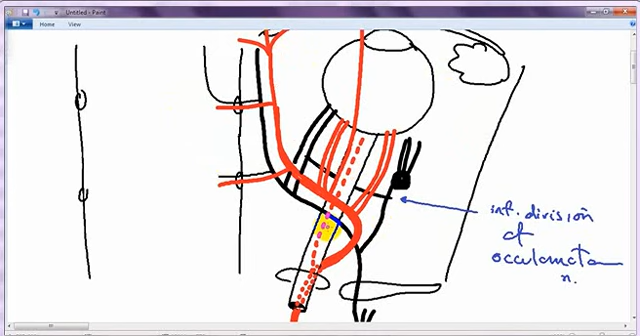 Untitled - Paint
Home View
inf. division
of
occulomoto
n.